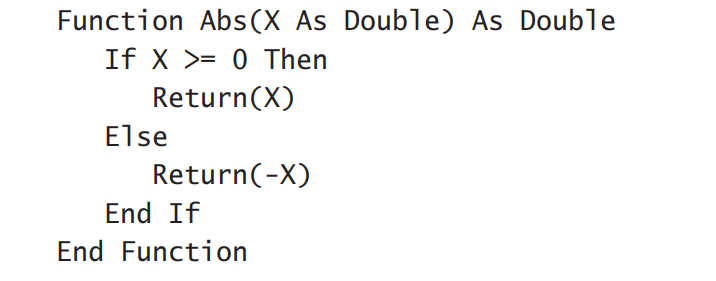 Function Abs(X As Double) As Double
   If X >= 0 Then
      Return(X)
   Else
      Return(-X)
   End If
End Function